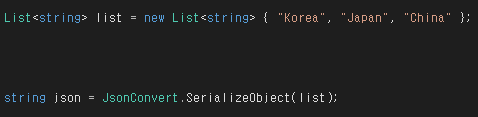 List<string> list = new List<string> { "Korea", "Japan", "China" };
string json = JsonConvert.SerializeObject(list);